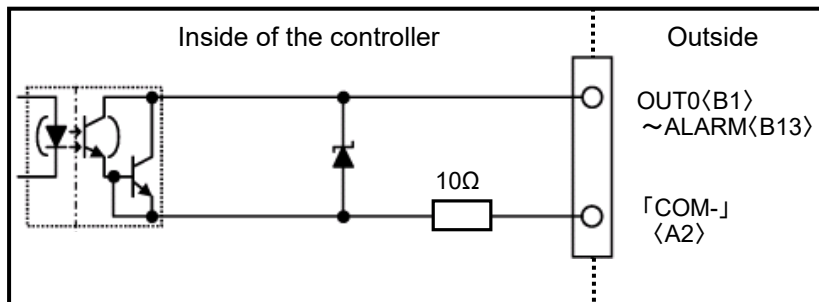 Inside of the controller
Outside
OUT0〈B1〉
～ALARM〈B13〉
10Ω
「COM-」
〈A2〉